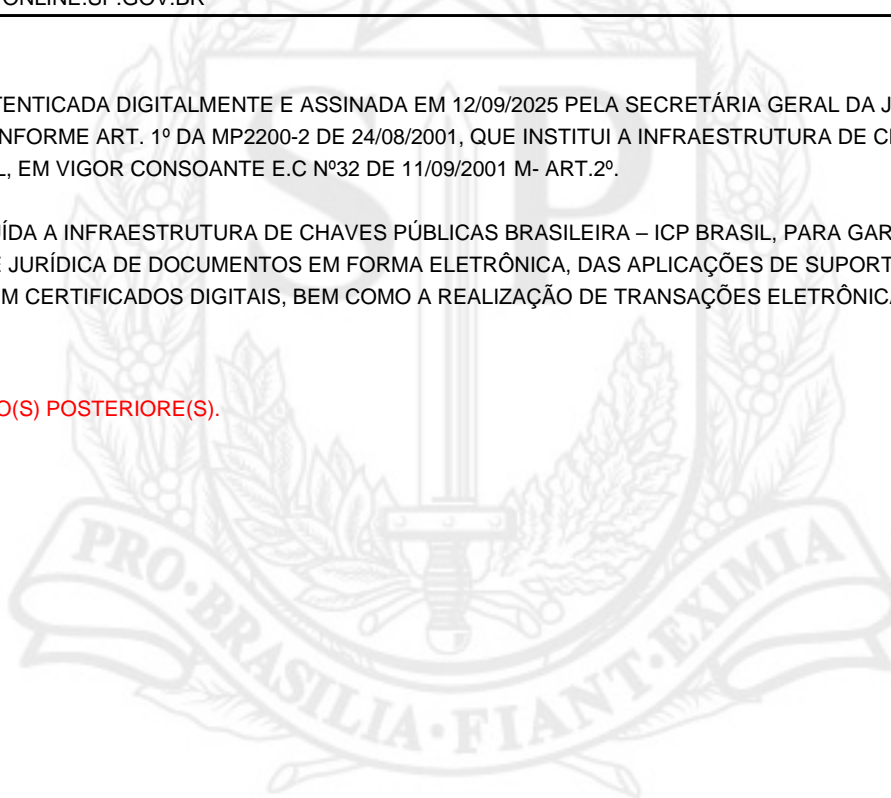 ONLINE.SP.GOV.BR
TENTICADA DIGITALMENTE E ASSINADA EM 12/09/2025 PELA SECRETÁRIA GERAL DA J
NFORME ART. 1º DA MP2200-2 DE 24/08/2001, QUE INSTITUI A INFRAESTRUTURA DE C
L, EM VIGOR CONSOANTE E.C Nº32 DE 11/09/2001 M- ART.2º.
UÍDA A INFRAESTRUTURA DE CHAVES PÚBLICAS BRASILEIRA – ICP BRASIL, PARA GAR
E JURÍDICA DE DOCUMENTOS EM FORMA ELETRÔNICA, DAS APLICAÇÕES DE SUPORT
M CERTIFICADOS DIGITAIS, BEM COMO A REALIZAÇÃO DE TRANSAÇÕES ELETRÔNICA
O(S) POSTERIORE(S).
SP
PRO·BRASILIA·FIANT·EXIMIA